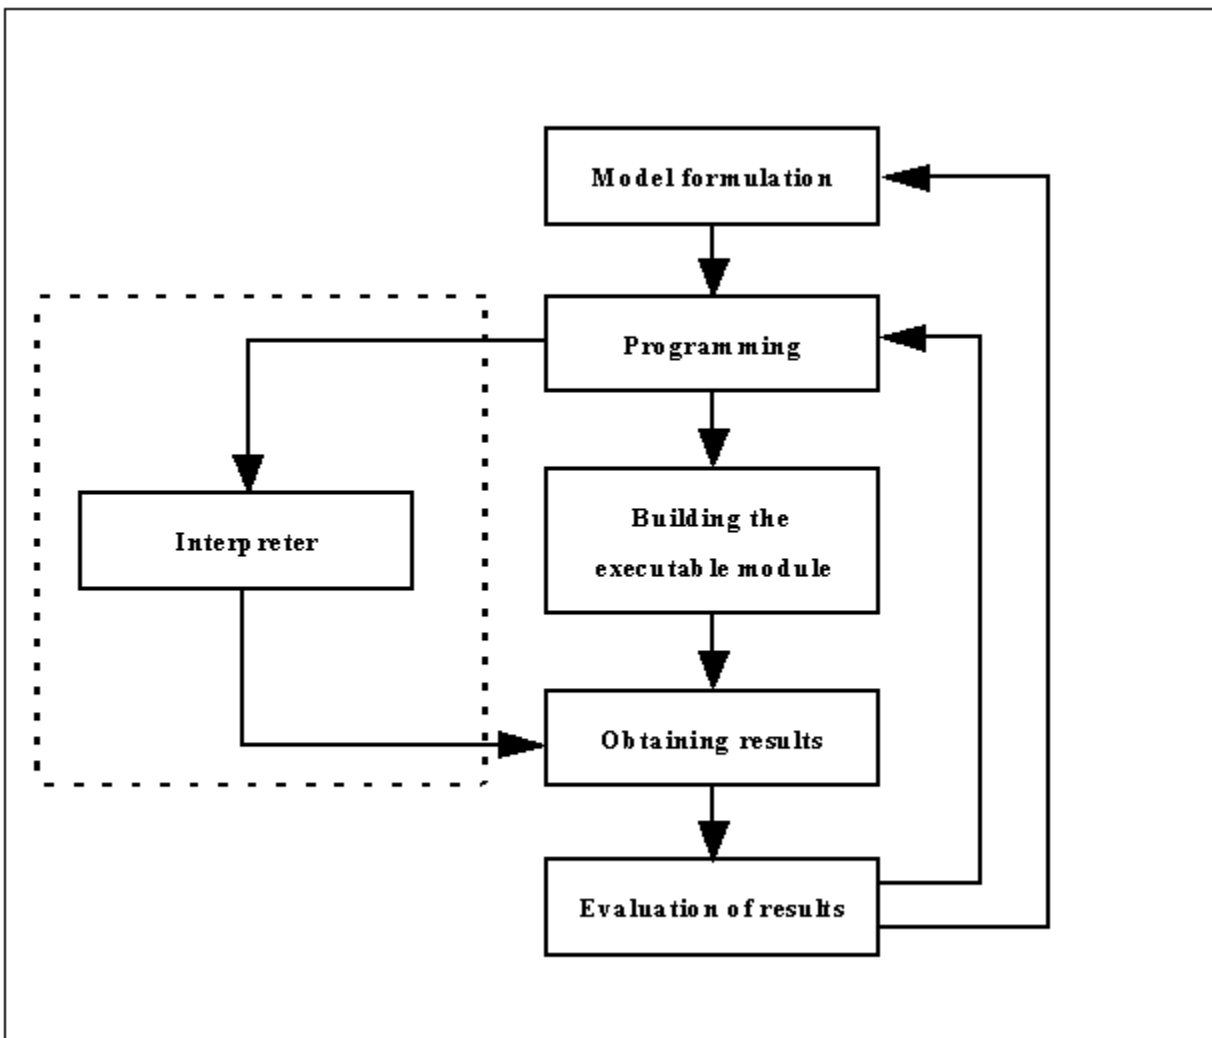 Model formulation
Programming
Interpreter
Building the
executable module
Obtaining results
Evaluation of results